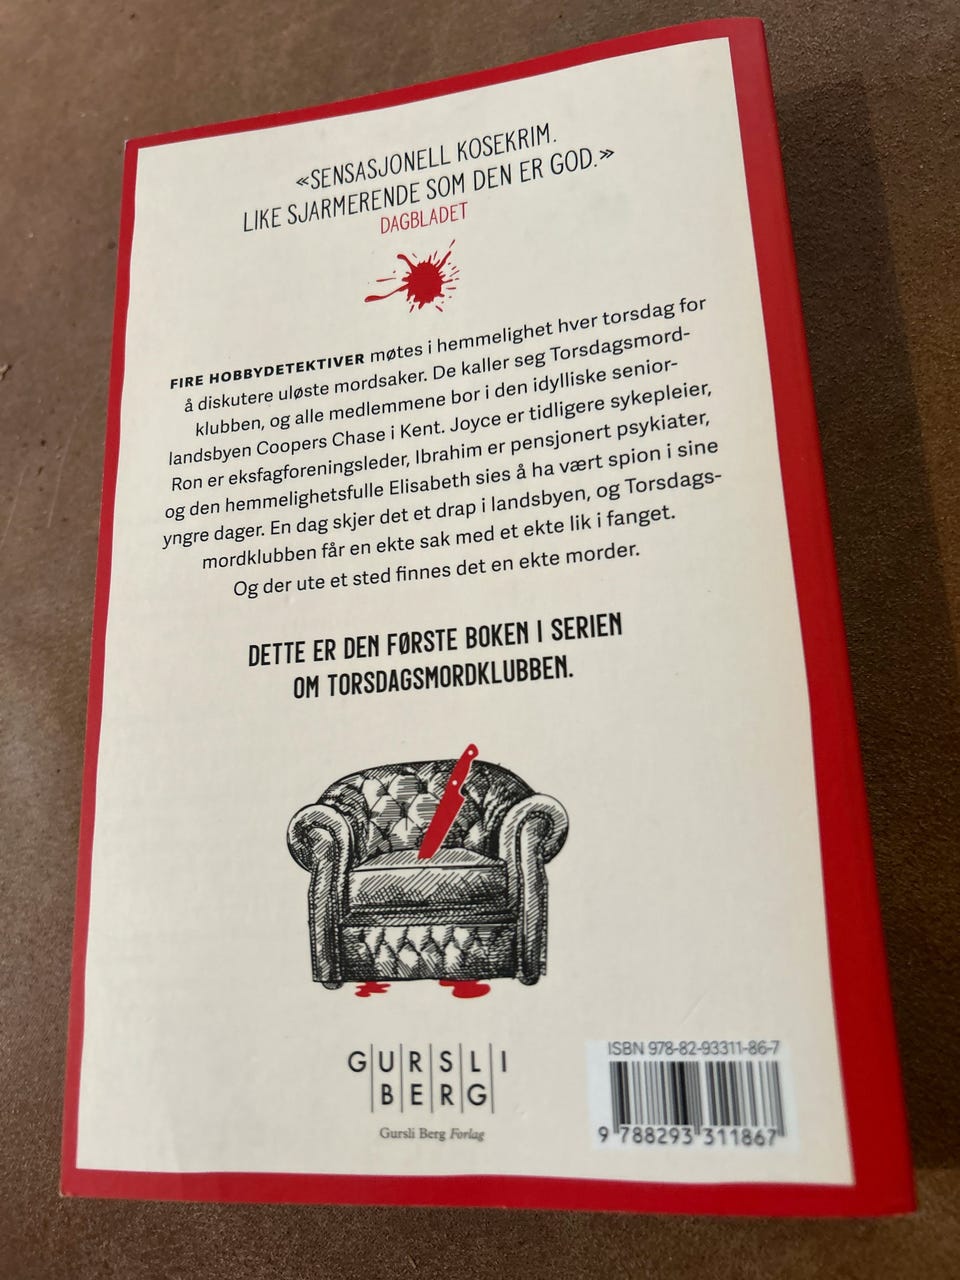 «SENSASJONELL KOSEKRIM.
LIKE SJARMERENDE SOM DEN ER GOD.»
DAGBLADET
FIRE HOBBYDETEKTIVER møtes i hemmelighet hver torsdag for
å diskutere uløste mordsaker. De kaller seg Torsdagsmord-
klubben, og alle medlemmene bor i den idylliske senior-
landsbyen Coopers Chase i Kent. Joyce er tidligere sykepleier,
Ron er eksfagforeningsleder, Ibrahim er pensjonert psykiater,
og den hemmelighetsfulle Elisabeth sies å ha vært spion i sine
yngre dager. En dag skjer det et drap i landsbyen, og Torsdags-
mordklubben får en ekte sak med et ekte lik i fanget.
Og der ute et sted finnes det en ekte morder.
DETTE ER DEN FØRSTE BOKEN I SERIEN
OM TORSDAGSMORDKLUBBEN.
GURSLI
BERG
Gursli Berg Forlag
ISBN 978-82-93311-86-7
9 788293 311867